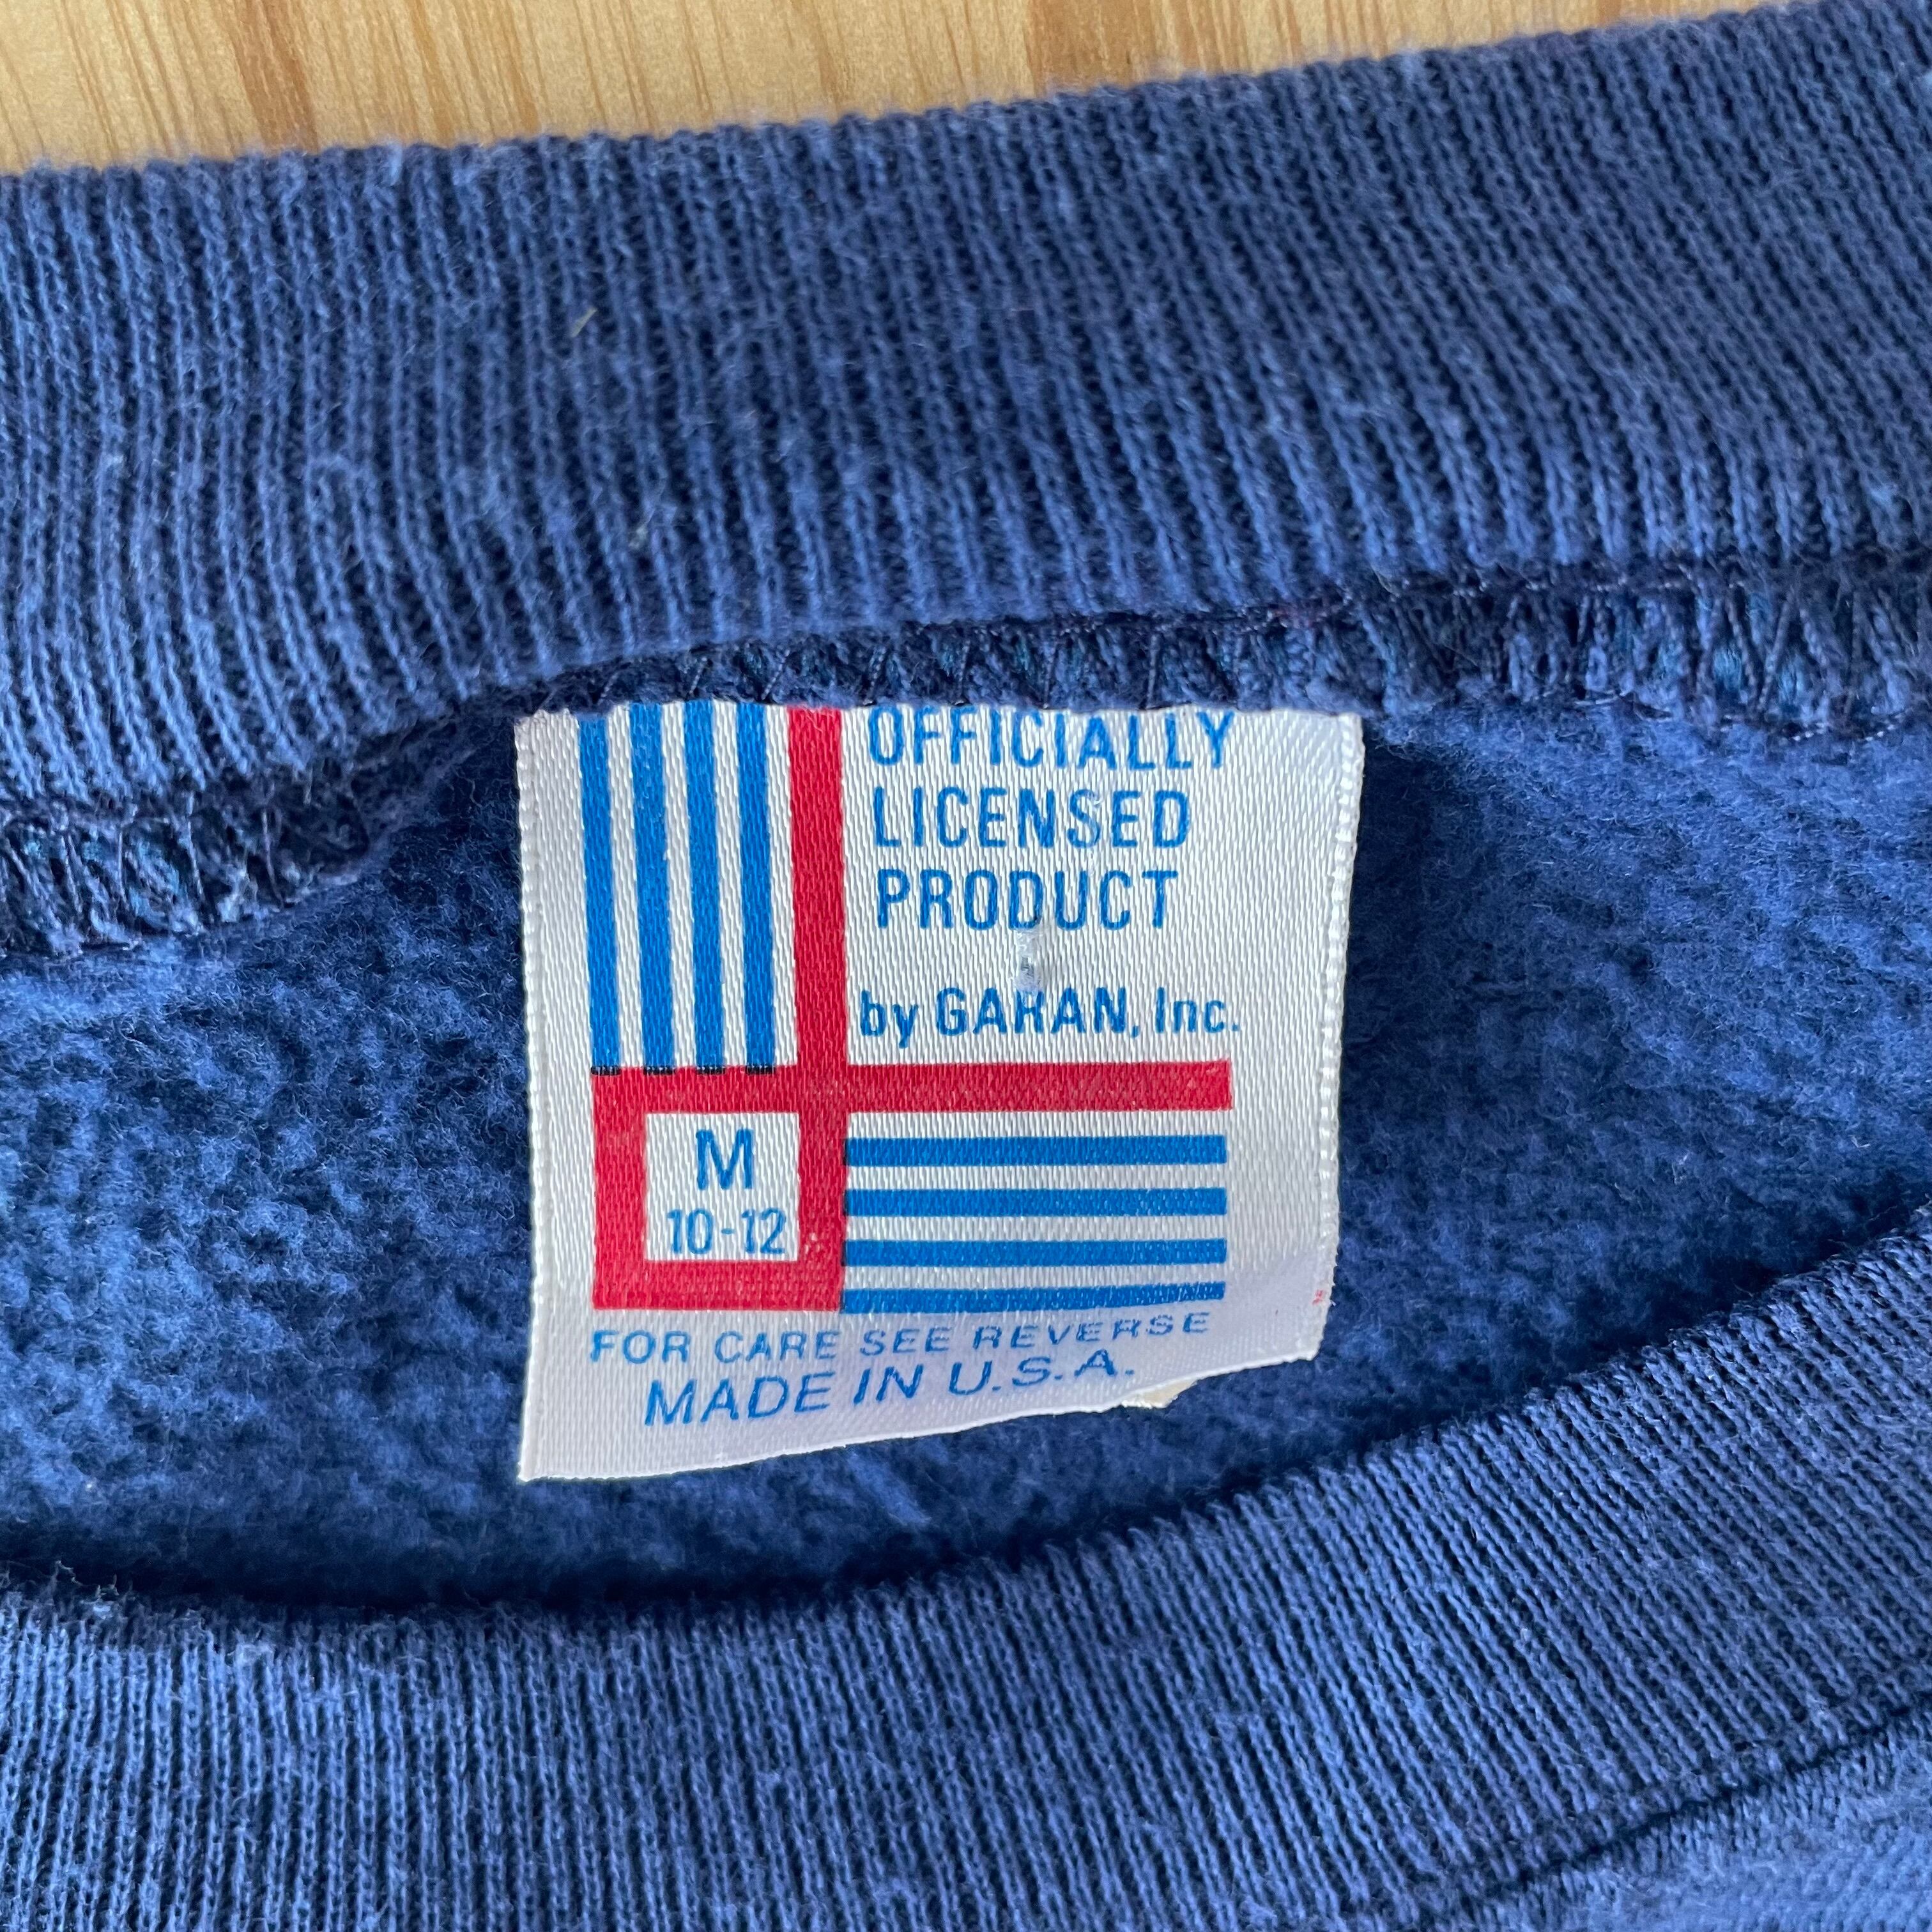 OFFICIALLY
LICENSED
PRODUCT
by GARAN, Inc.
M
10-12
FOR CARE SEE REVERSE
MADE IN U.S.A.